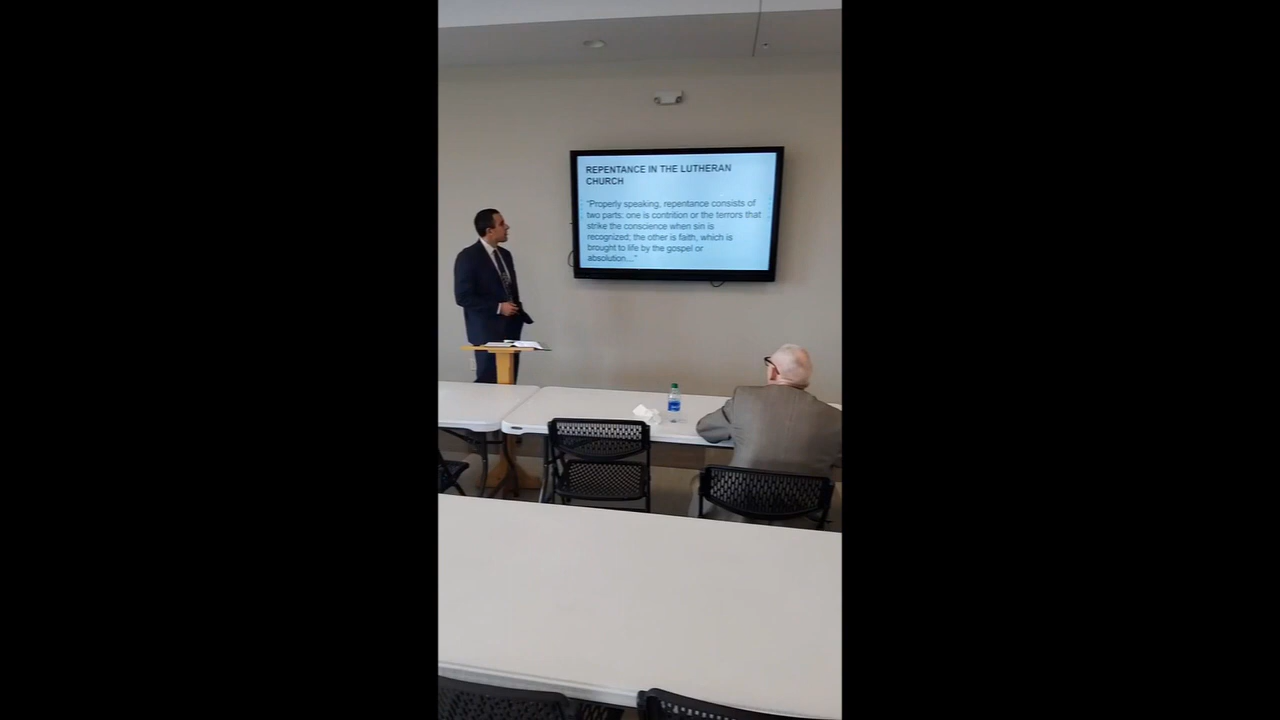 REPENTANCE IN THE LUTHERAN
CHURCH
"Properly speaking, repentance consists of
two parts: one is contrition or the terrors that
strike the conscience when sin is
recognized; the other is faith, which is
brought to life by the gospel or
absolution..."